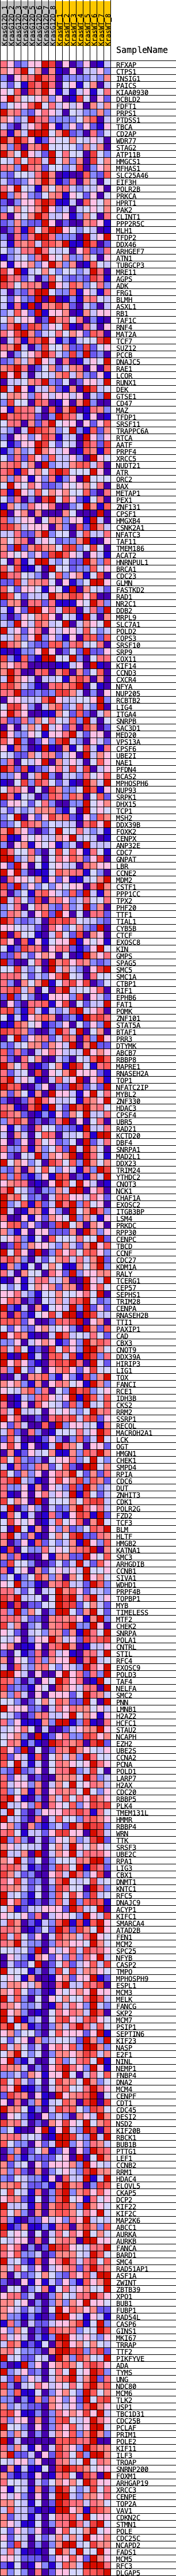 SampleName
RFXAP
CTPS1
INSIG1
PAICS
KIAA0930
DCBLD2
FDFT1
PRPS1
PTDSS1
TBCA
CD2AP
WDR77
STAG2
ATP11B
HMGCS1
MFHAS1
SLC25A46
EIF3H
POLR2B
PRKCA
HPRT1
PAK2
CLINT1
PPP2R5C
MLH1
TFDP2
DDX46
ARHGEF7
ATN1
TUBGCP3
MRE11
AGPS
ADK
FRG1
BLMH
ASXL1
RB1
TAF1C
RNF4
MAT2A
TCF7
SUZ12
PCCB
DNAJC5
RAE1
LCOR
RUNX1
DEK
GTSE1
CD47
MAZ
TFDP1
SRSF11
TRAPPC6A
RTCA
AATF
PRPF4
XRCC5
NUDT21
ATR
ORC2
BAX
METAP1
PEX1
ZNF131
CPSF1
HMGXB4
CSNK2A1
NFATC3
TAF11
TMEM186
ACAT2
HNRNPUL1
BRCA1
CDC23
GLMN
FASTKD2
RAD1
NR2C1
DDB2
MRPL9
SLC7A1
POLD2
COPS3
SRSF10
SRP9
COX11
KIF14
CCND3
CXCR4
NFYA
NUP205
RCBTB2
LIG4
ITGA4
SNRPB
SAC3D1
MED20
VPS13A
CPSF6
UBE2I
NAE1
PFDN4
BCAS2
MPHOSPH6
NUP93
SRPK1
DHX15
TCP1
MSH2
DDX39B
FOXK2
CENPX
ANP32E
CDC7
GNPAT
LBR
CCNE2
MDM2
CSTF1
PPP1CC
TPX2
PHF20
TTF1
TIAL1
CYB5B
CTCF
EXOSC8
KIN
GMPS
SPAG5
SMC5
SMC1A
CTBP1
RIF1
EPHB6
FAT1
POMK
ZNF101
STAT5A
BTAF1
PRR3
DTYMK
ABCB7
RBBP8
MAPRE1
RNASEH2A
TOP1
NFATC2IP
MYBL2
ZNF330
HDAC3
CPSF4
UBR5
RAD21
KCTD20
DBF4
SNRPA1
MAD2L1
DDX23
TRIM24
YTHDC2
CNOT3
NCK1
CHAF1A
EXOSC2
ITGB3BP
LSM4
PRKDC
RPP30
CENPC
TBCD
CCNF
CDC27
KDM1A
RALY
TCERG1
CEP57
SEPHS1
TRIM28
CENPA
RNASEH2B
TTI1
PAXIP1
CAD
CBX3
CNOT9
DDX39A
HIRIP3
LIG1
TOX
FANCI
RCE1
IDH3B
CKS2
RRM2
SSRP1
RECQL
MACROH2A1
LCK
OGT
HMGN1
CHEK1
SMPD4
RPIA
CDC6
DUT
ZNHIT3
CDK1
POLR2G
FZD2
TCF3
BLM
HLTF
HMGB2
KATNA1
SMC3
ARHGDIB
CCNB1
SIVA1
WDHD1
PRPF4B
TOPBP1
MYB
TIMELESS
MTF2
CHEK2
SNRPA
POLA1
CNTRL
STIL
RFC4
EXOSC9
POLD3
TAF4
NELFA
SMC2
PNN
LMNB1
H2AZ2
HCFC1
STAU2
NCAPH
EZH2
UBE2S
CCNA2
PCNA
POLD1
LARP7
H2AX
CDC20
RBBP5
PLK4
TMEM131L
HMMR
RBBP4
WRN
TTK
SRSF3
UBE2C
RPA1
LIG3
CBX1
DNMT1
KNTC1
RFC5
DNAJC9
ACYP1
KIFC1
SMARCA4
ATAD2B
FEN1
MCM2
SPC25
NFYB
CASP2
TMPO
MPHOSPH9
ESPL1
MCM3
MELK
FANCG
SKP2
MCM7
PSIP1
SEPTIN6
KIF23
NASP
E2F1
NINL
NEMP1
FNBP4
DNA2
MCM4
CENPF
CDT1
CDC45
DESI2
NSD2
KIF20B
RBCK1
BUB1B
PTTG1
LEF1
CCNB2
RRM1
HDAC4
ELOVL5
CKAP5
DCP2
KIF22
KIF2C
MAP2K6
ABCC1
AURKA
AURKB
FANCA
BARD1
SMC4
RAD51AP1
ASF1A
ZWINT
ZBTB39
XPO1
BUB1
FUBP1
RAD54L
CASP6
GINS1
MKI67
TRRAP
TTF2
PIKFYVE
ADA
TYMS
UNG
NDC80
MCM6
TLK2
USP1
TBC1D31
CDC25B
PCLAF
PRIM1
POLE2
KIF11
ILF3
TROAP
SNRNP200
FOXM1
ARHGAP19
XRCC3
CENPE
TOP2A
VAV1
CDKN2C
STMN1
POLE
CDC25C
NCAPD2
FADS1
MCM5
RFC3
DLGAP5